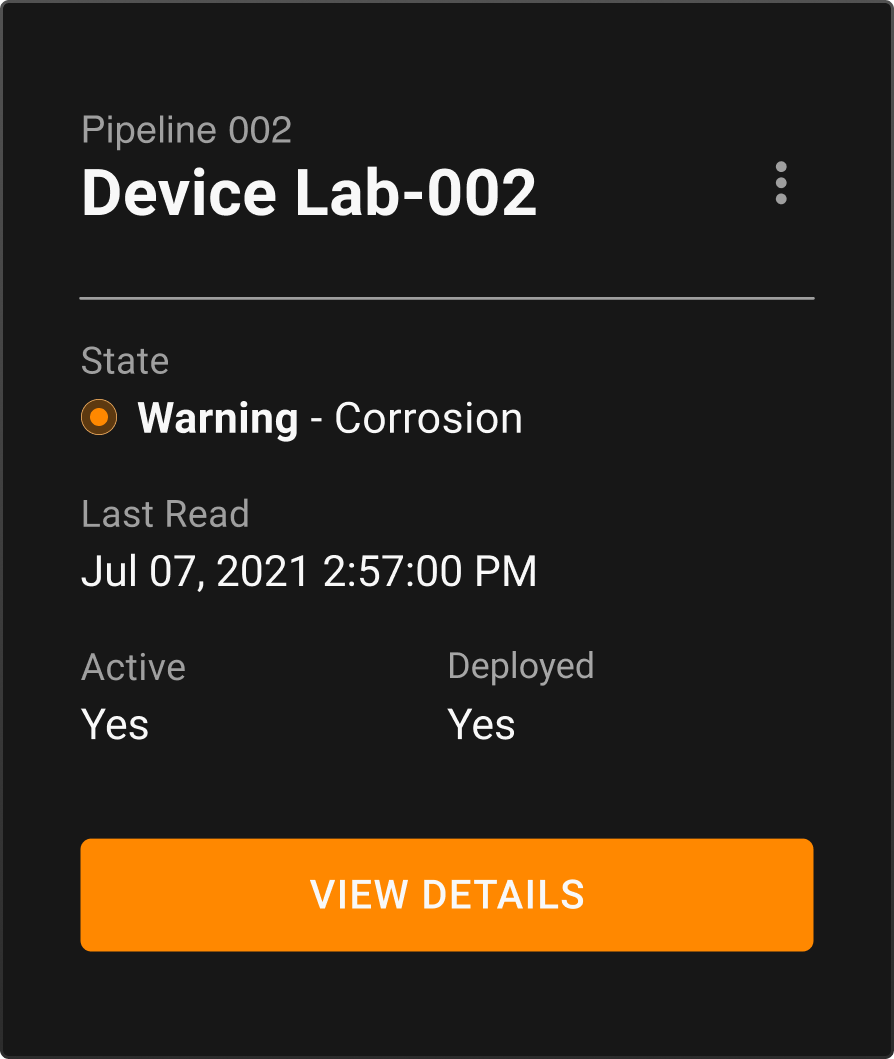 Pipeline 002
Device Lab-002
State
Warning - Corrosion
Last Read
Jul 07, 2021 2:57:00 PM
Active Deployed
Yes Yes
VIEW DETAILS